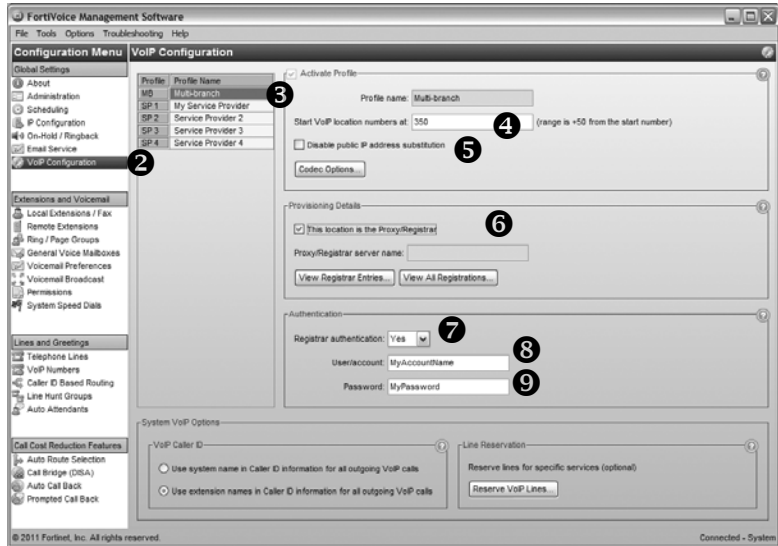 FortiVoice Management Software
File Tools Options Troubleshooting Help
Configuration Menu
VoIP Configuration
Global Settings
About
Administration
Scheduling
IP Configuration
On-Hold / Ringback
Email Service
VoIP Configuration
2
Extensions and Voicemail
Local Extensions / Fax
Remote Extensions
Ring / Page Groups
General Voice Mailboxes
Voicemail Preferences
Voicemail Broadcast
Permissions
System Speed Dials
Lines and Greetings
Telephone Lines
VoIP Numbers
Caller ID Based Routing
Line Hunt Groups
Auto Attendants
Call Cost Reduction Features
Auto Route Selection
Call Bridge (DISA)
Auto Call Back
Prompted Call Back
Profile Profile Name
MB Multi-branch
SP 1 My Service Provider
SP 2 Service Provider 2
SP 3 Service Provider 3
SP 4 Service Provider 4
3
Activate Profile
Profile name: Multi-branch
Start VoIP location numbers at: 350 4 (range is +50 from the start number)
Disable public IP address substitution 5
Codec Options...
Provisioning Details
This location is the Proxy/Registrar 6
Proxy/Registrar server name:
View Registrar Entries... View All Registrations...
Authentication
Registrar authentication: Yes 7
User/account: MyAccountName 8
Password: MyPassword 9
System VoIP Options
VoIP Caller ID
Use system name in Caller ID information for all outgoing VoIP calls
Use extension names in Caller ID information for all outgoing VoIP calls
Line Reservation
Reserve lines for specific services (optional)
Reserve VoIP Lines...
© 2011 Fortinet, Inc. All rights reserved.
Connected - System